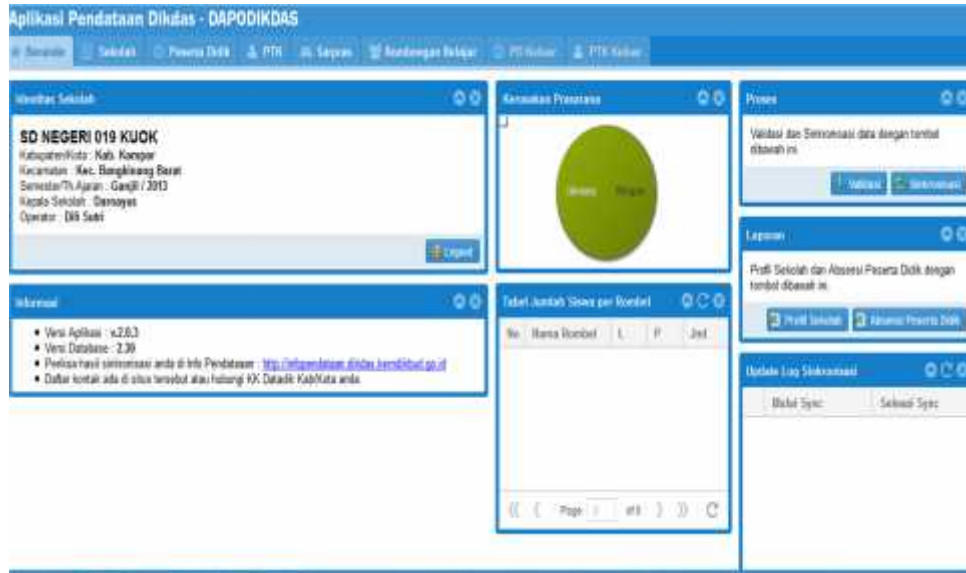 Aplikasi Pendataan Dikdas - DAPODIKDAS
Beranda Sekolah Peserta Didik PTK Sarpras Rombongan Belajar PD Keluar PTK Keluar
Identitas Sekolah
SD NEGERI 019 KUOK
Kabupaten/Kota : Kab. Kampar
Kecamatan : Kec. Bangkinang Barat
Semester/Th.Ajaran : Ganjil / 2013
Kepala Sekolah : Darnayus
Operator : Difi Sutri
Logout
Informasi
Versi Aplikasi : v.2.0.3
Versi Database : 2.30
Periksa hasil sinkronisasi anda di Info Pendataan : http://infopendataan.dikdas.kemdikbud.go.id
Daftar kontak ada di situs tersebut atau hubungi KK Datadik Kab/Kota anda.
Kerusakan Prasarana
Tabel Jumlah Siswa per Rombel
No Nama Rombel L P Jml
Page of 0
Proses
Validasi dan Sinkronisasi data dengan tombol
dibawah ini.
Validasi Sinkronisasi
Laporan
Profil Sekolah dan Absensi Peserta Didik dengan
tombol dibawah ini.
Profil Sekolah Absensi Peserta Didik
Update Log Sinkronisasi
Mulai Sync Selesai Sync